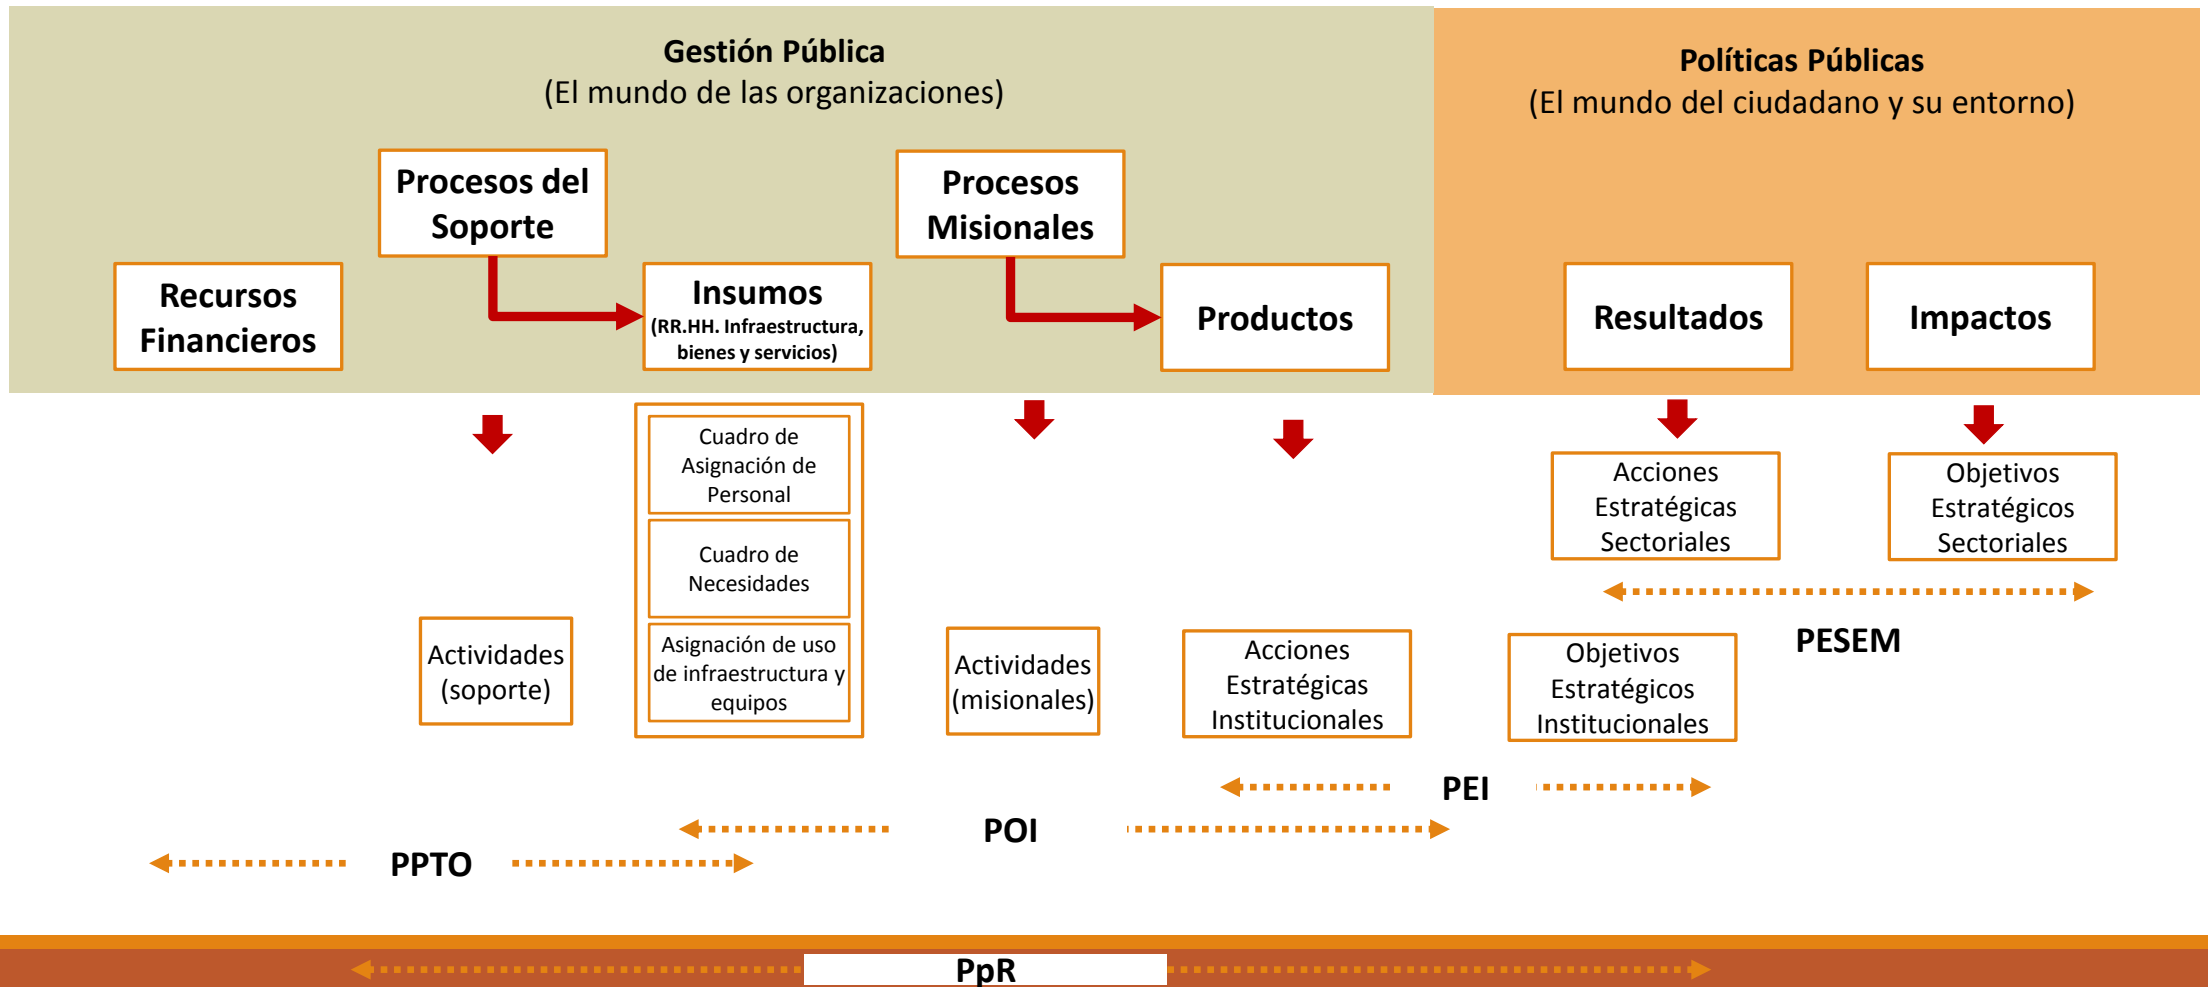 Gestión Pública
(El mundo de las organizaciones)
Políticas Públicas
(El mundo del ciudadano y su entorno)
Procesos del
Soporte
Procesos
Misionales
Recursos
Financieros
Insumos
(RR.HH. Infraestructura,
bienes y servicios)
Productos
Resultados
Impactos
Cuadro de
Asignación de
Personal
Cuadro de
Necesidades
Asignación de uso
de infraestructura y
equipos
Acciones
Estratégicas
Sectoriales
Objetivos
Estratégicos
Sectoriales
PESEM
Actividades
(soporte)
Actividades
(misionales)
Acciones
Estratégicas
Institucionales
Objetivos
Estratégicos
Institucionales
PEI
POI
PPTO
PpR